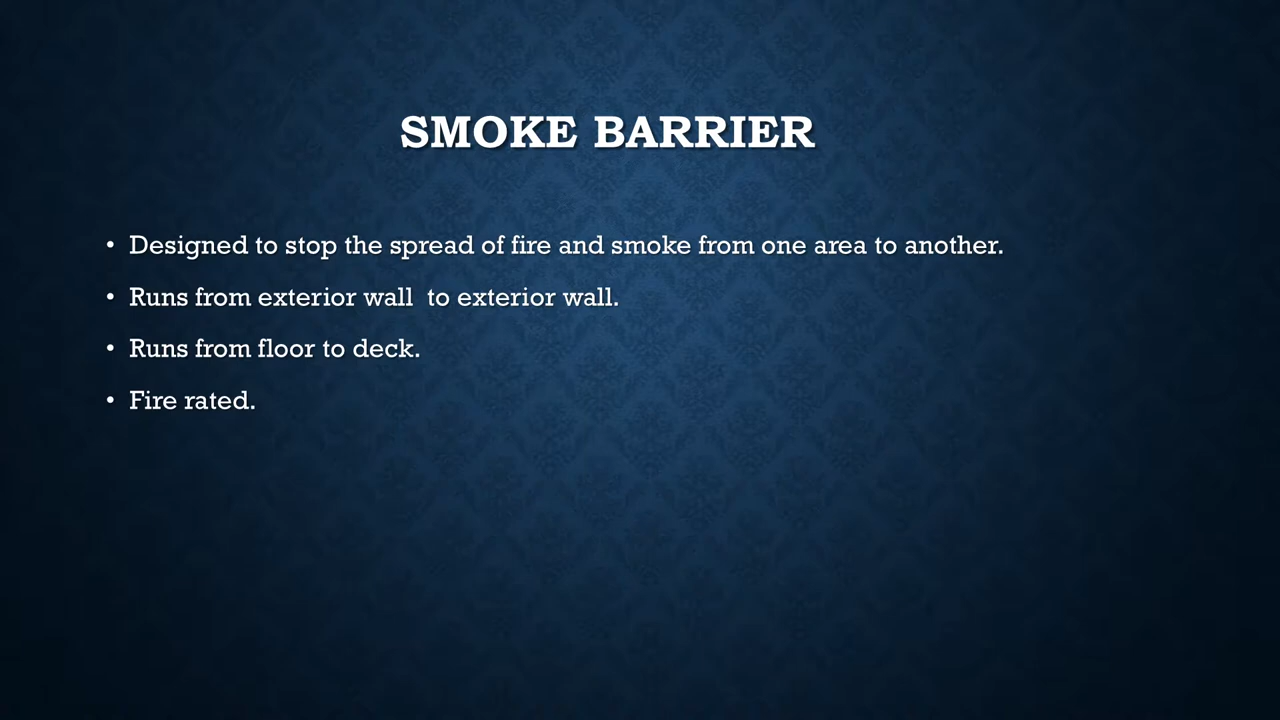 SMOKE BARRIER
• Designed to stop the spread of fire and smoke from one area to another.
• Runs from exterior wall  to exterior wall.
• Runs from floor to deck.
• Fire rated.